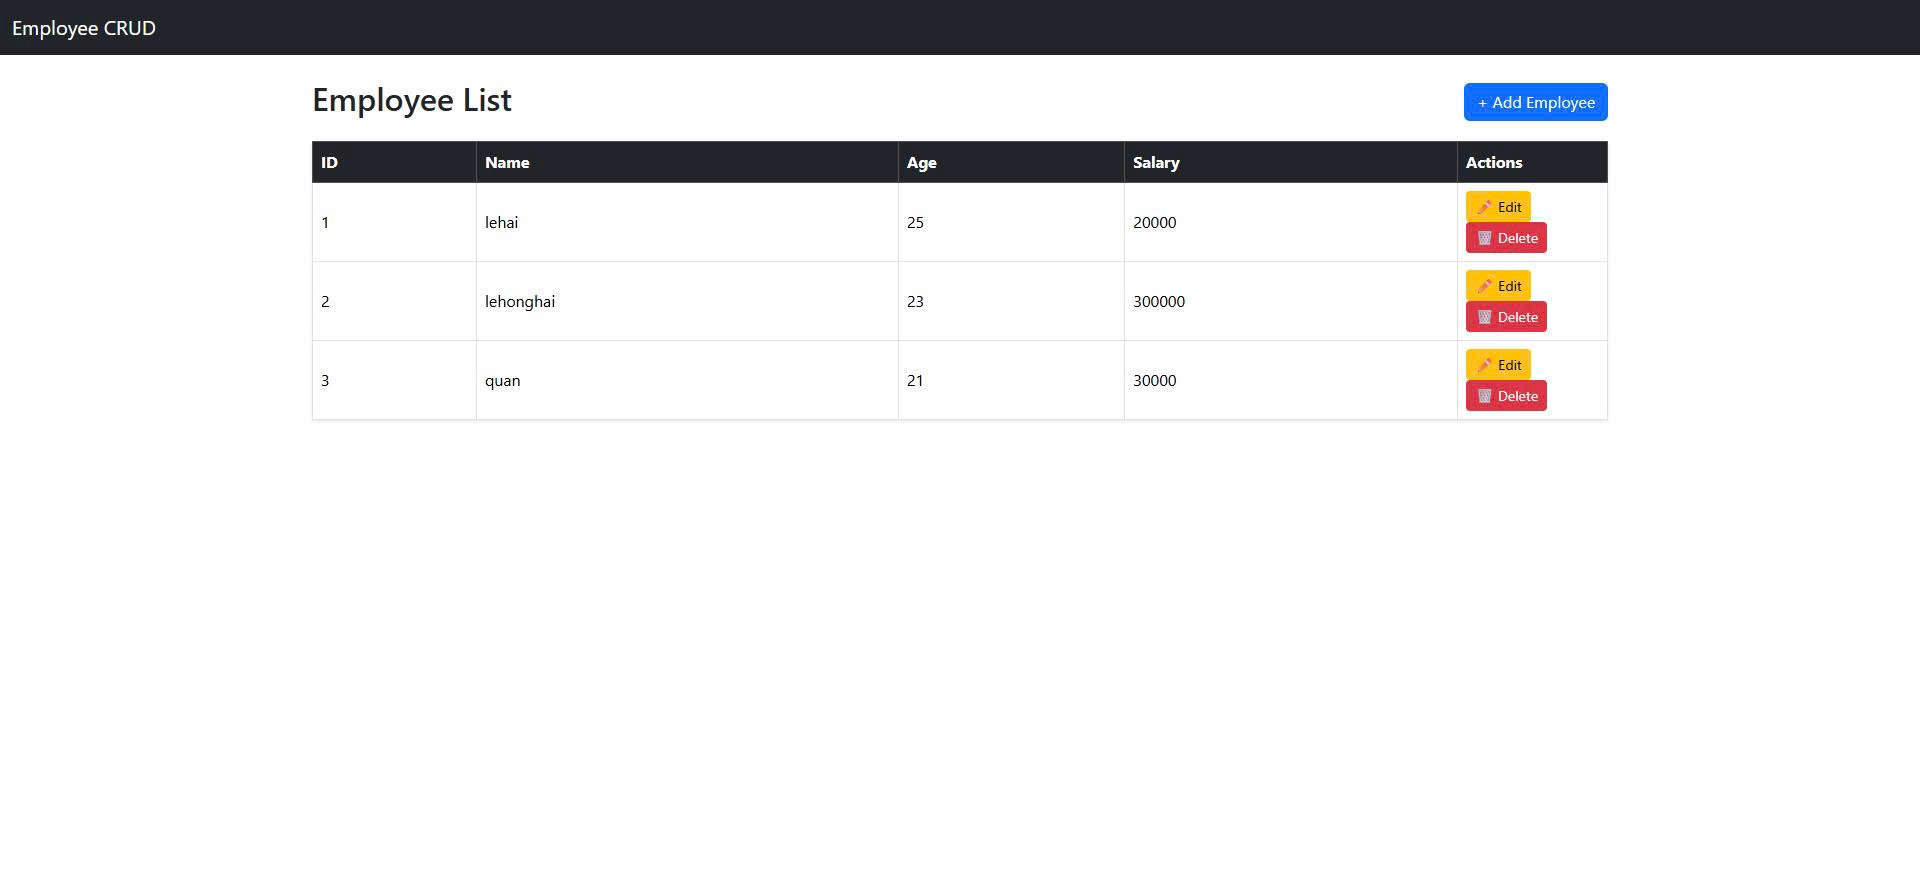 Employee CRUD
Employee List
+ Add Employee
ID Name Age Salary Actions
1 lehai 25 20000 Edit
Delete
2 lehonghai 23 300000 Edit
Delete
3 quan 21 30000 Edit
Delete